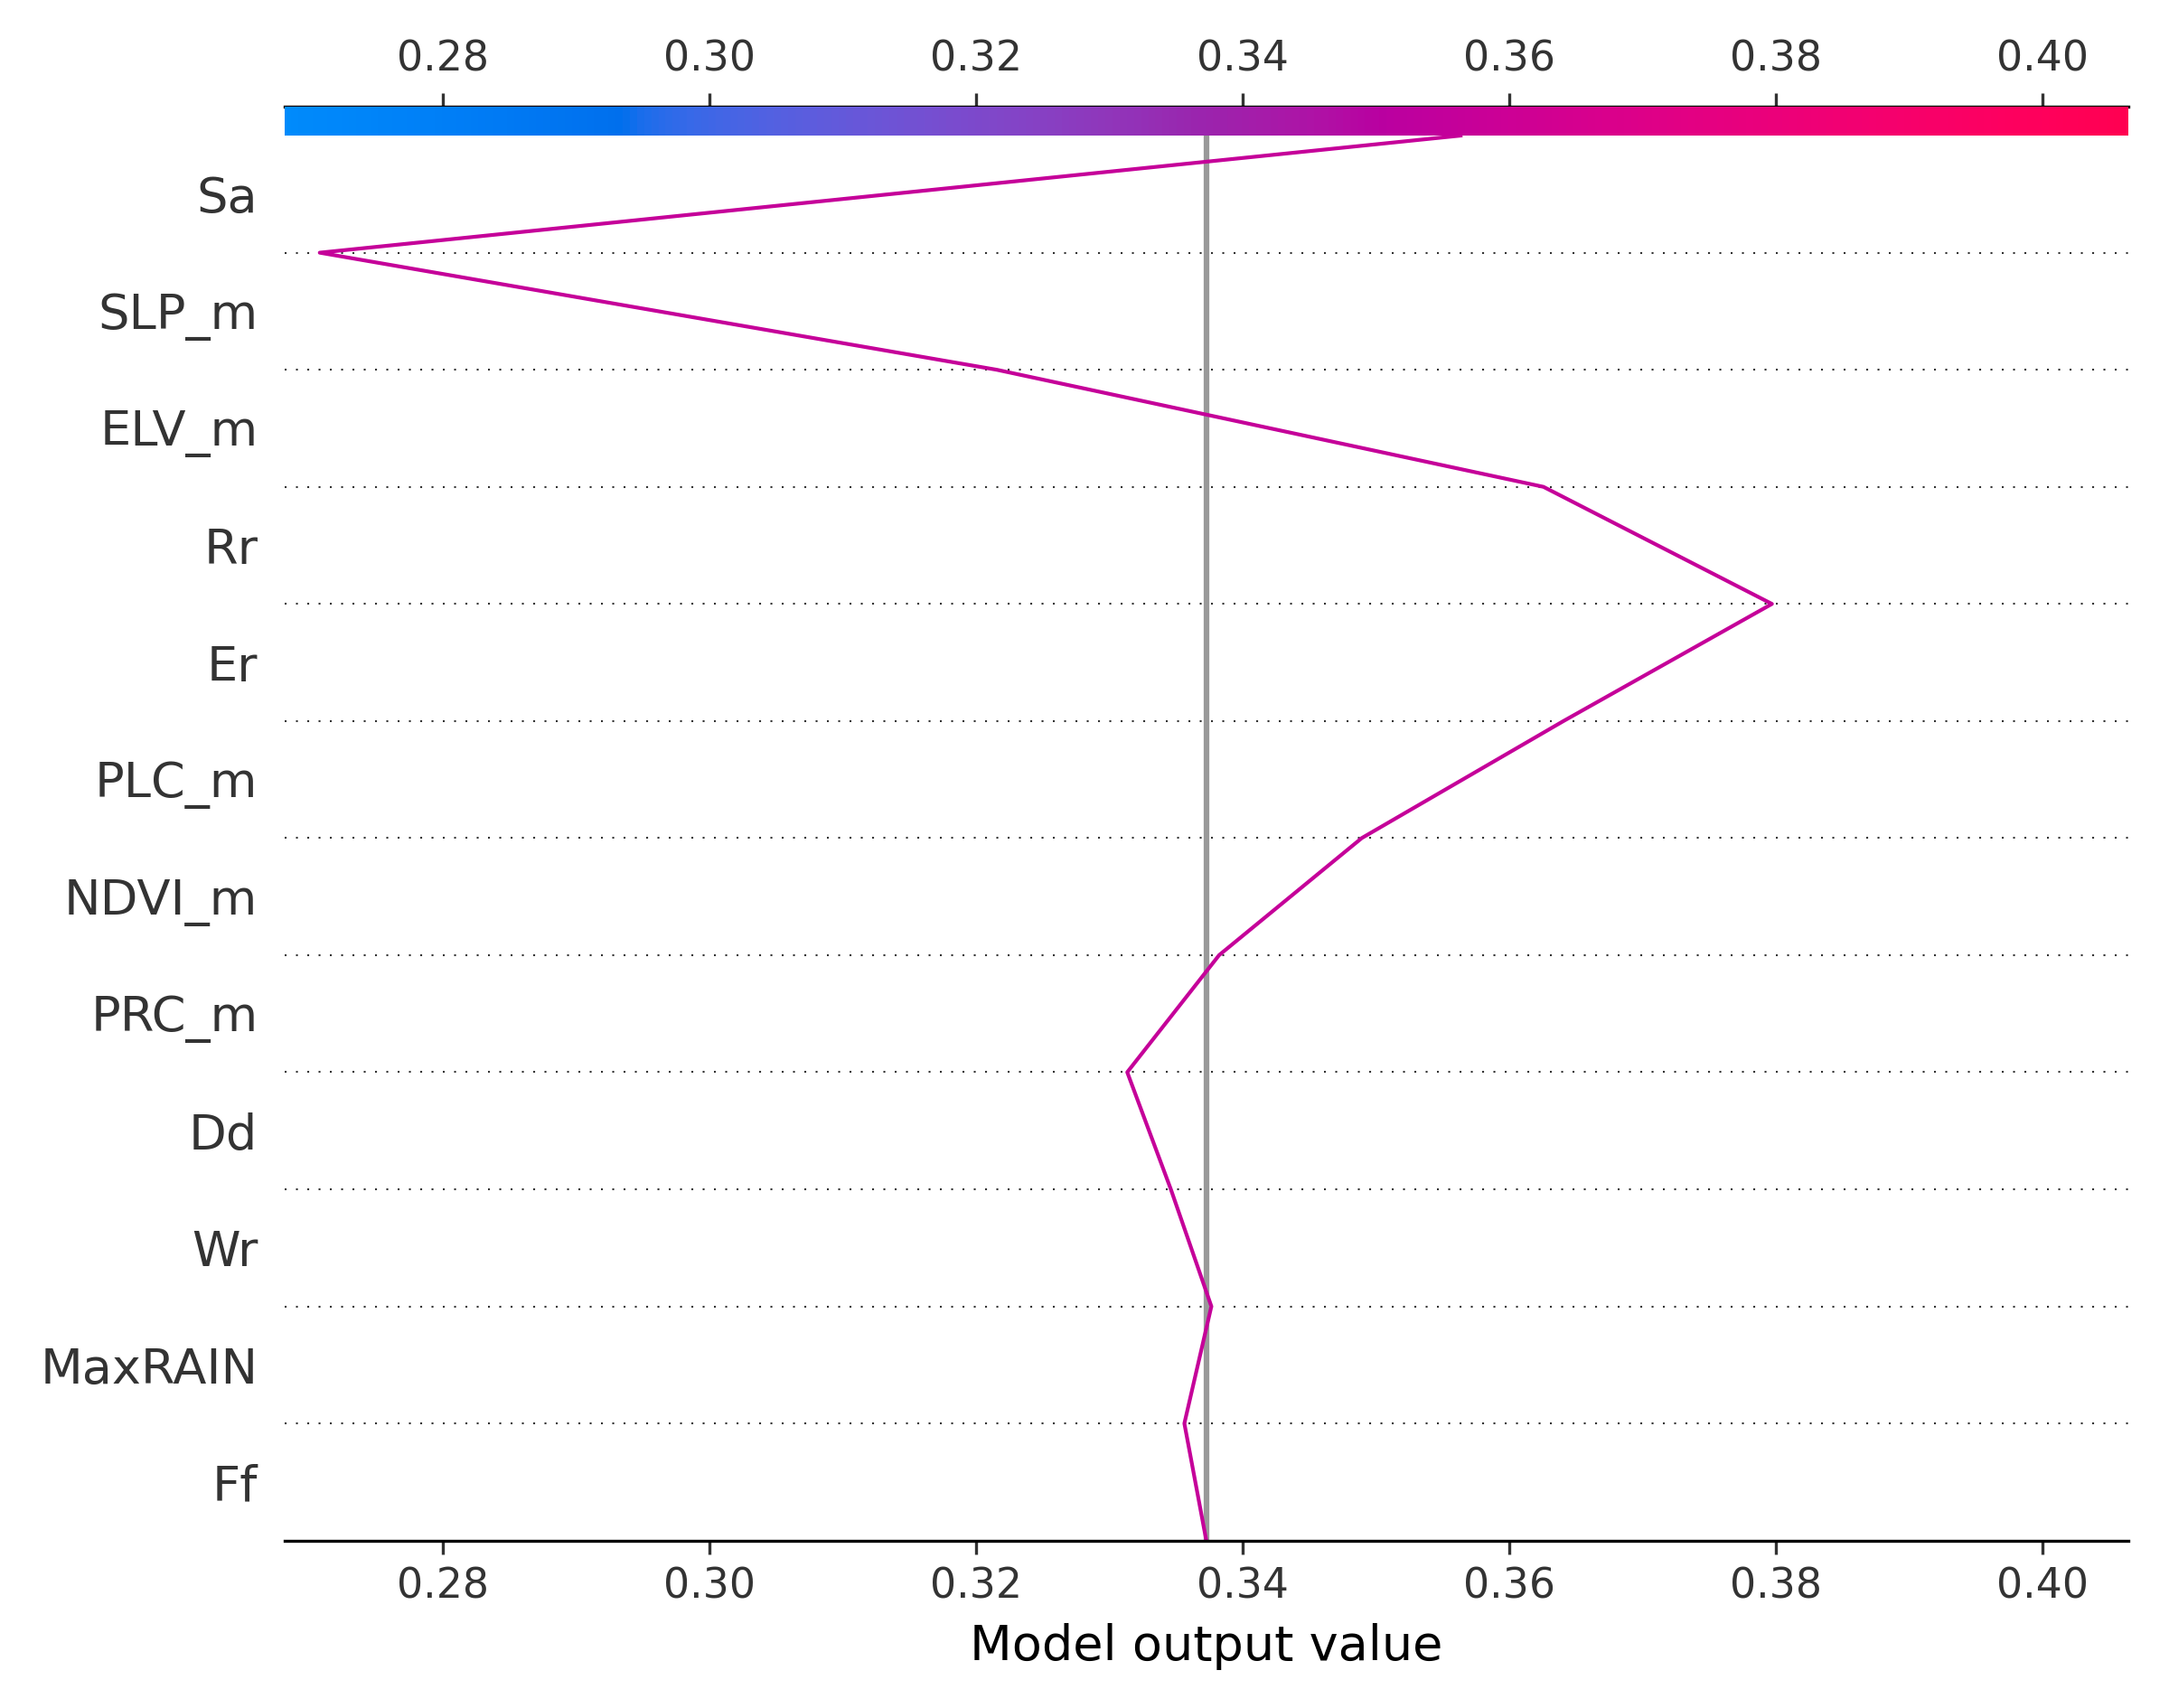 0.28 0.30 0.32 0.34 0.36 0.38 0.40
Sa
SLP_m
ELV_m
Rr
Er
PLC_m
NDVI_m
PRC_m
Dd
Wr
MaxRAIN
Ff
0.28 0.30 0.32 0.34 0.36 0.38 0.40
Model output value